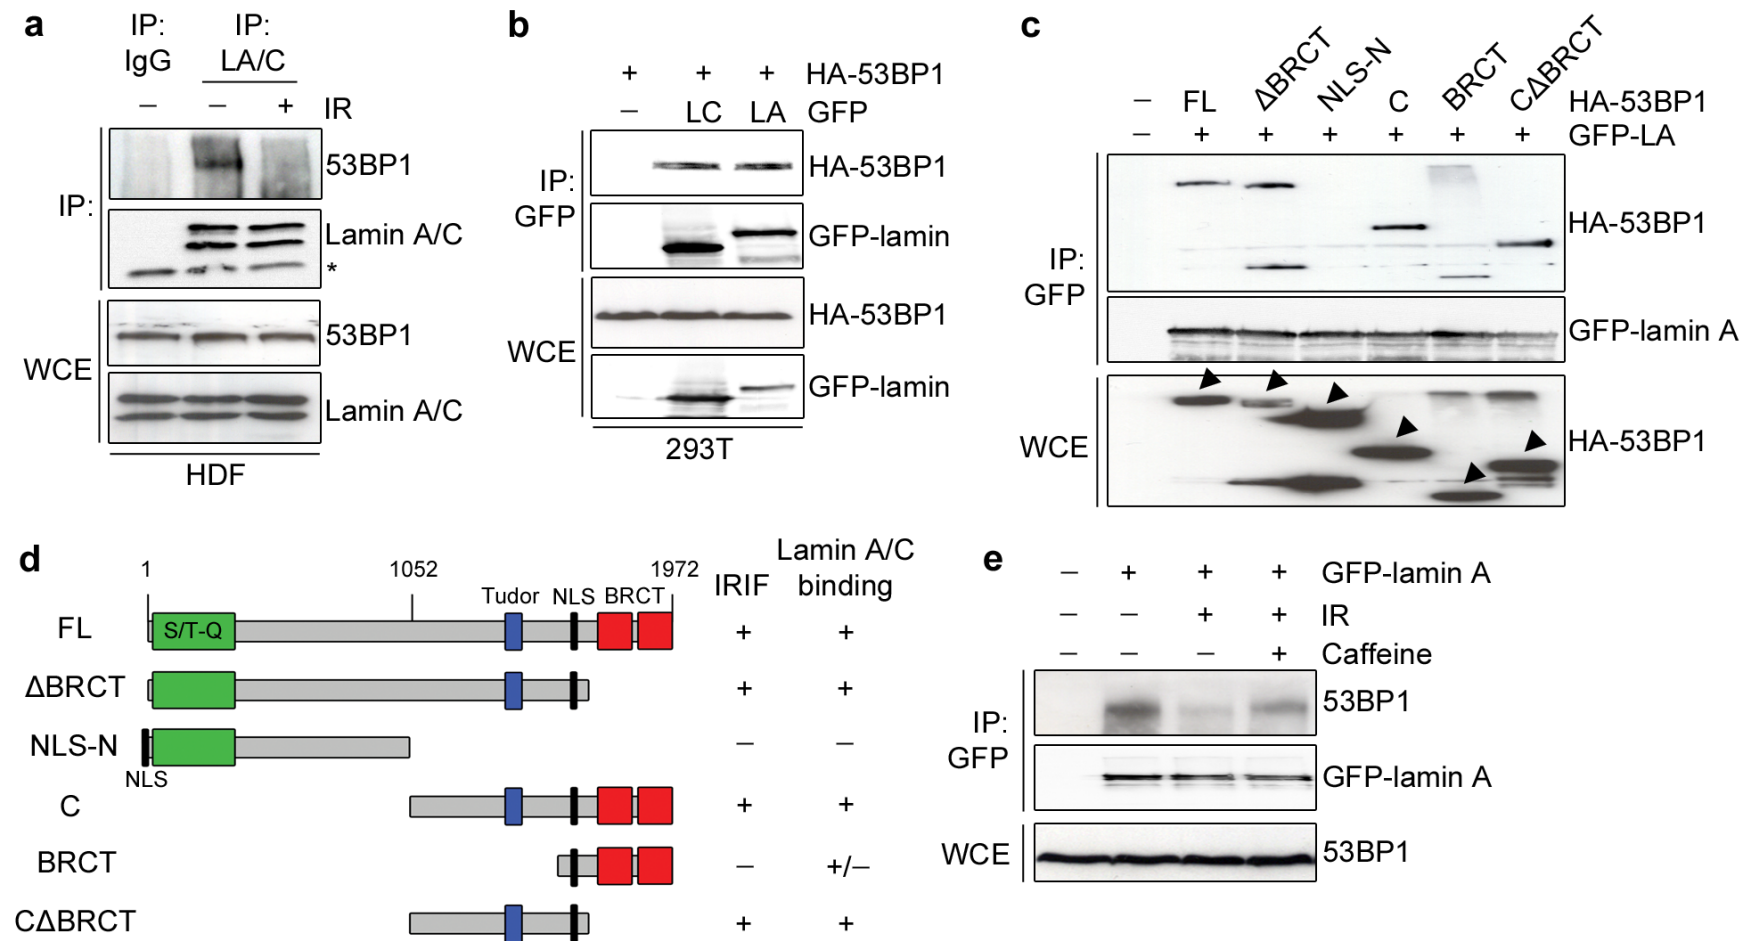 a
IP:
IgG
IP:
LA/C
– – + IR
IP:
53BP1
Lamin A/C
*
WCE
53BP1
Lamin A/C
HDF
b
+ + + HA-53BP1
– LC LA GFP
IP:
GFP
HA-53BP1
GFP-lamin
WCE
HA-53BP1
GFP-lamin
293T
c
– FL ΔBRCT NLS-N C BRCT CΔBRCT HA-53BP1
– + + + + + + GFP-LA
IP:
GFP
HA-53BP1
GFP-lamin A
WCE
HA-53BP1
d
1 1052 1972
Tudor NLS BRCT
IRIF
Lamin A/C
binding
FL S/T-Q + +
ΔBRCT + +
NLS-N – –
NLS
C + +
BRCT – +/–
CΔBRCT + +
e
– + + + GFP-lamin A
– – + + IR
– – – + Caffeine
IP:
GFP
53BP1
GFP-lamin A
WCE
53BP1